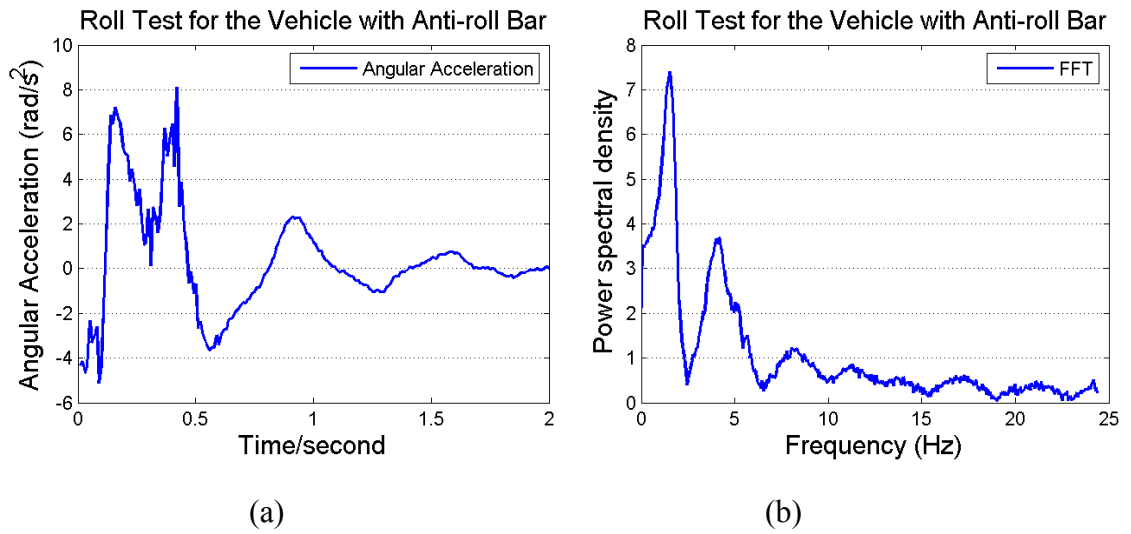 Roll Test for the Vehicle with Anti-roll Bar
Angular Acceleration (rad/s²)
10
8
6
4
2
0
-2
-4
-6
Angular Acceleration
0
0.5
1
1.5
2
Time/second
(a)
Roll Test for the Vehicle with Anti-roll Bar
Power spectral density
8
7
6
5
4
3
2
1
0
FFT
0
5
10
15
20
25
Frequency (Hz)
(b)